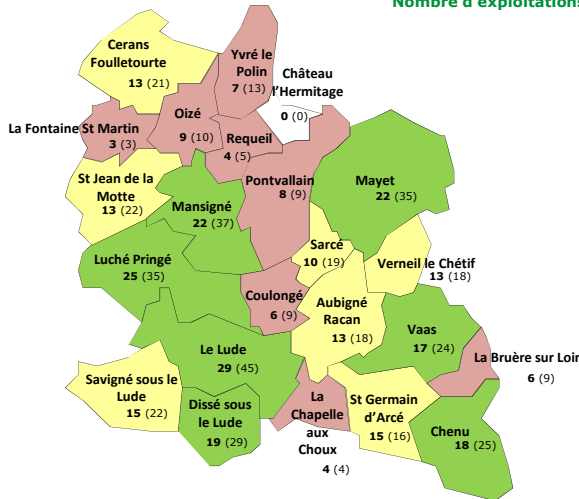 Nombre d'exploitations
Cerans
Foulletourte
13 (21)
Yvré le
Polin
7 (13)
Château
l'Hermitage
0 (0)
Oizé
9 (10)
La Fontaine St Martin
3 (3)
Requeil
4 (5)
St Jean de la
Motte
13 (22)
Mansigné
22 (37)
Pontvallain
8 (9)
Mayet
22 (35)
Luché Pringé
25 (35)
Sarcé
10 (19)
Verneil le Chétif
13 (18)
Coulongé
6 (9)
Aubigné
Racan
13 (18)
Vaas
17 (24)
La Bruère sur Loir
6 (9)
Le Lude
29 (45)
Savigné sous le
Lude
15 (22)
Dissé sous
le Lude
19 (29)
La
Chapelle
aux
Choux
4 (4)
St Germain
d'Arcé
15 (16)
Chenu
18 (25)